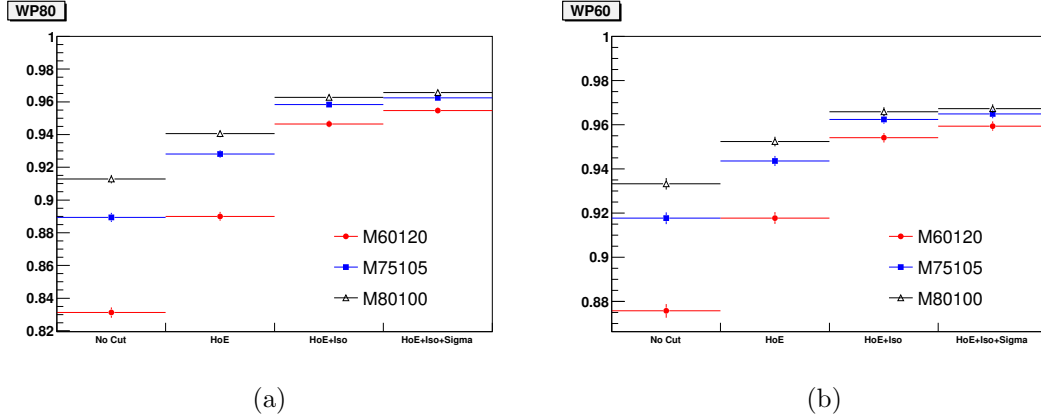 WP80
1
0.98
0.96
0.94
0.92
0.9
0.88
0.86
0.84
0.82
No Cut
HoE
HoE+Iso
HoE+Iso+Sigma
M60120
M75105
M80100
(a)
WP60
1
0.98
0.96
0.94
0.92
0.9
0.88
No Cut
HoE
HoE+Iso
HoE+Iso+Sigma
M60120
M75105
M80100
(b)